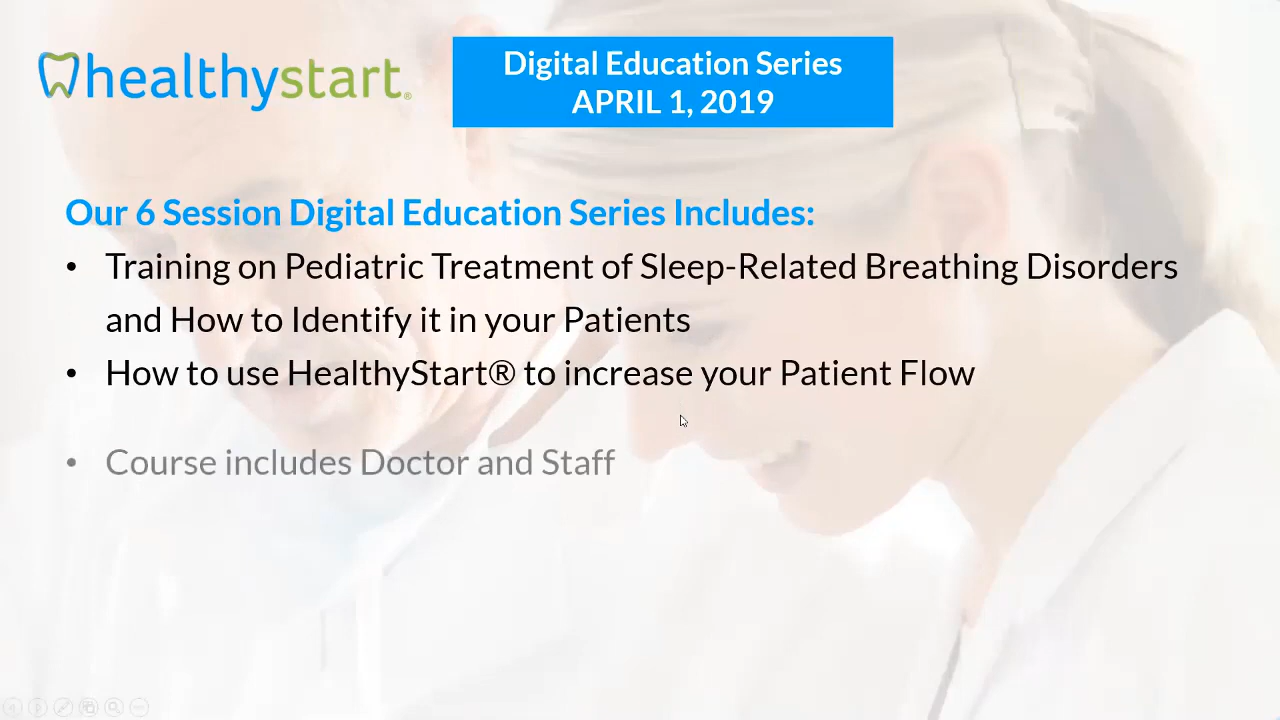 healthystart®
Digital Education Series
APRIL 1, 2019
Our 6 Session Digital Education Series Includes:
• Training on Pediatric Treatment of Sleep-Related Breathing Disorders
and How to Identify it in your Patients
• How to use HealthyStart® to increase your Patient Flow
• Course includes Doctor and Staff